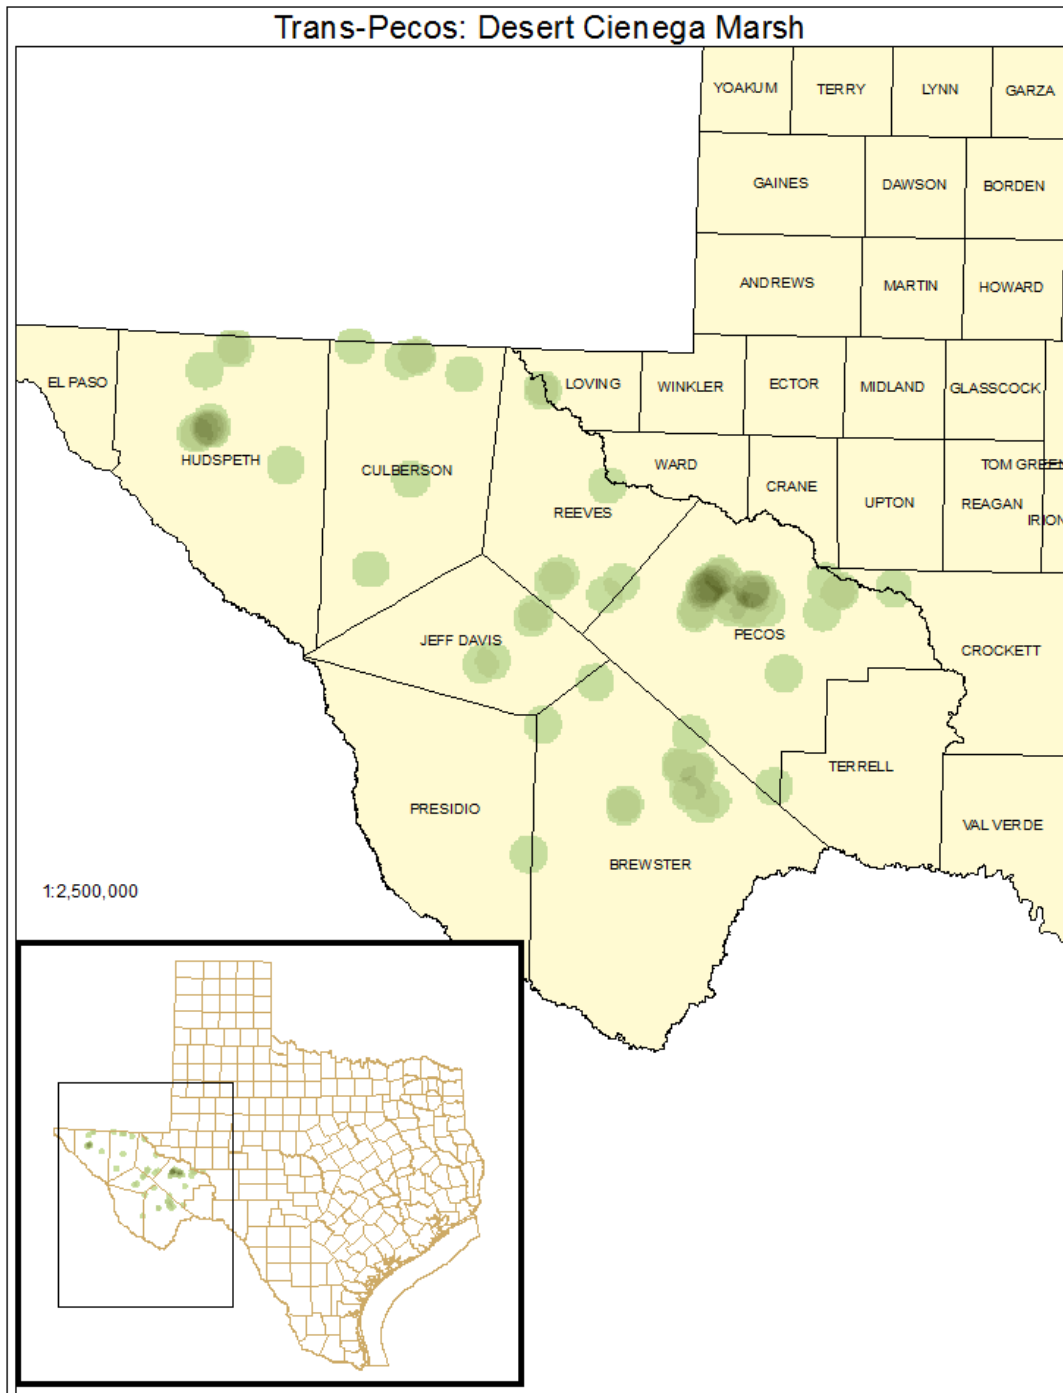 Trans-Pecos: Desert Cienega Marsh
YOAKUM TERRY LYNN GARZA
GAINES DAWSON BORDEN
ANDREWS MARTIN HOWARD
EL PASO LOVING WINKLER ECTOR MIDLAND GLASSCOCK
HUDSPETH CULBERSON WARD TOM GREEN
CRANE UPTON REAGAN
REEVES IRION
JEFF DAVIS PECOS CROCKETT
PRESIDIO TERRELL
BREWSTER VAL VERDE
1:2,500,000